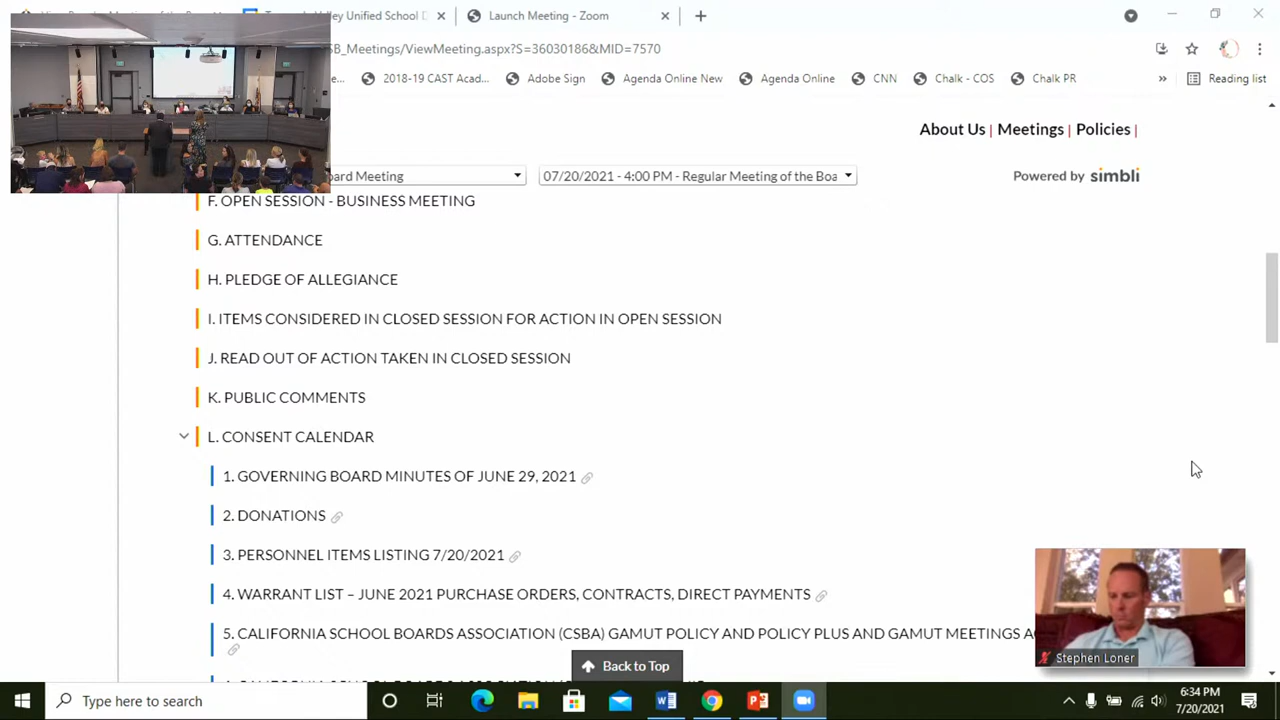 Valley Unified School D
Launch Meeting - Zoom
SB_Meetings/ViewMeeting.aspx?S=36030186&MID=7570
2018-19 CAST Acad...
Adobe Sign
Agenda Online New
Agenda Online
CNN
Chalk - COS
Chalk PR
»
Reading list
About Us | Meetings | Policies |
oard Meeting
07/20/2021 - 4:00 PM - Regular Meeting of the Boa
Powered by simbli
F. OPEN SESSION - BUSINESS MEETING
G. ATTENDANCE
H. PLEDGE OF ALLEGIANCE
I. ITEMS CONSIDERED IN CLOSED SESSION FOR ACTION IN OPEN SESSION
J. READ OUT OF ACTION TAKEN IN CLOSED SESSION
K. PUBLIC COMMENTS
L. CONSENT CALENDAR
1. GOVERNING BOARD MINUTES OF JUNE 29, 2021
2. DONATIONS
3. PERSONNEL ITEMS LISTING 7/20/2021
4. WARRANT LIST – JUNE 2021 PURCHASE ORDERS, CONTRACTS, DIRECT PAYMENTS
5. CALIFORNIA SCHOOL BOARDS ASSOCIATION (CSBA) GAMUT POLICY AND POLICY PLUS AND GAMUT MEETINGS
Back to Top
Stephen Loner
Type here to search
6:34 PM
7/20/2021